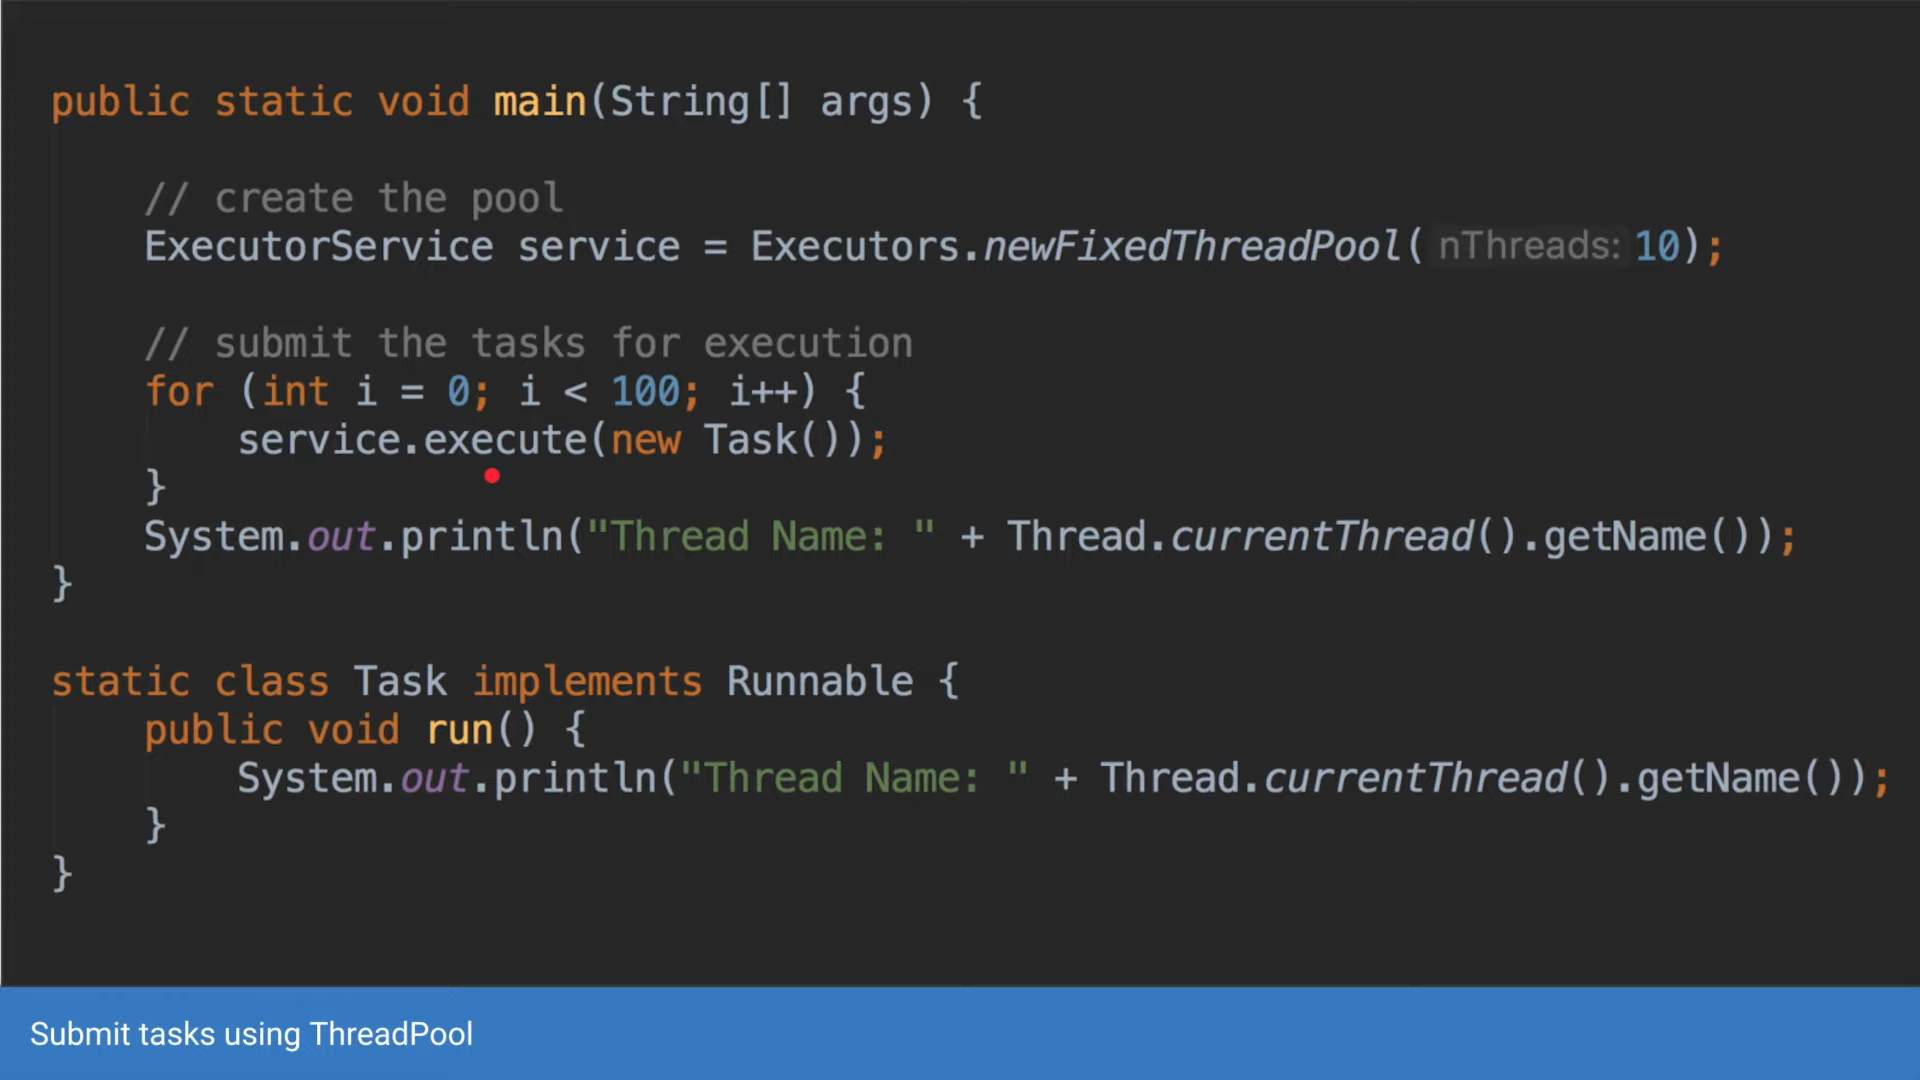 public static void main(String[] args) {
// create the pool
ExecutorService service = Executors.newFixedThreadPool( nThreads: 10);
// submit the tasks for execution
for (int i = 0; i < 100; i++) {
service.execute(new Task());
}
System.out.println("Thread Name: " + Thread.currentThread().getName());
}
static class Task implements Runnable {
public void run() {
System.out.println("Thread Name: " + Thread.currentThread().getName());
}
}
Submit tasks using ThreadPool